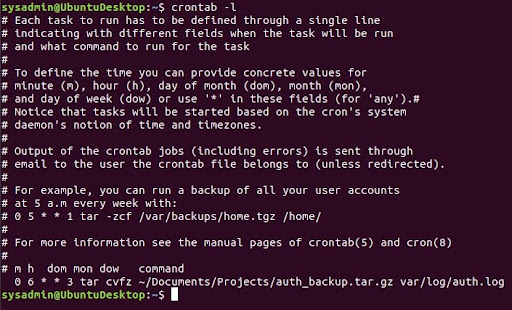 sysadmin@UbuntuDesktop:~$ crontab -l
# Each task to run has to be defined through a single line
# indicating with different fields when the task will be run
# and what command to run for the task
#
# To define the time you can provide concrete values for
# minute (m), hour (h), day of month (dom), month (mon),
# and day of week (dow) or use '*' in these fields (for 'any').#
# Notice that tasks will be started based on the cron's system
# daemon's notion of time and timezones.
#
# Output of the crontab jobs (including errors) is sent through
# email to the user the crontab file belongs to (unless redirected).
#
# For example, you can run a backup of all your user accounts
# at 5 a.m every week with:
# 0 5 * * 1 tar -zcf /var/backups/home.tgz /home/
#
# For more information see the manual pages of crontab(5) and cron(8)
#
# m h  dom mon dow   command
  0 6 * * 3 tar cvfz ~/Documents/Projects/auth_backup.tar.gz var/log/auth.log
sysadmin@UbuntuDesktop:~$